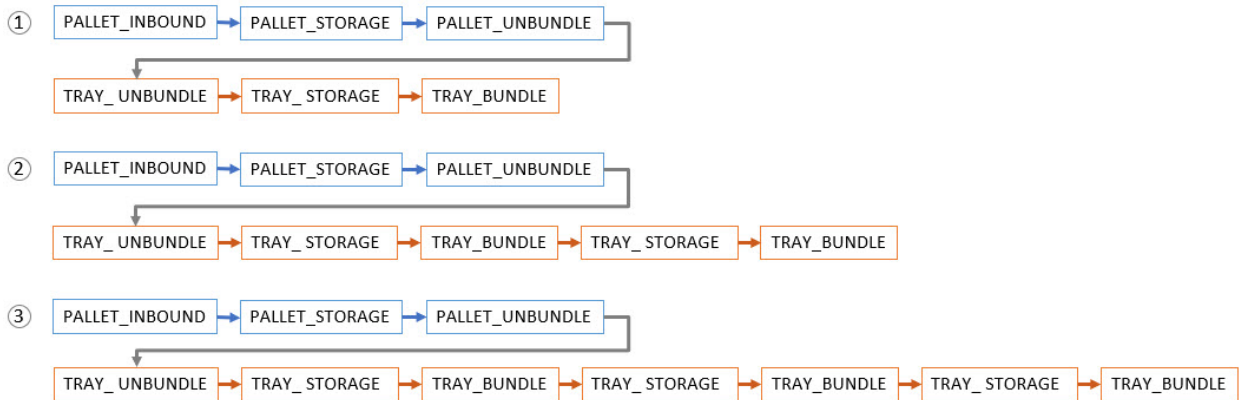 ① PALLET_INBOUND PALLET_STORAGE PALLET_UNBUNDLE
TRAY_ UNBUNDLE TRAY_ STORAGE TRAY_BUNDLE
② PALLET_INBOUND PALLET_STORAGE PALLET_UNBUNDLE
TRAY_ UNBUNDLE TRAY_ STORAGE TRAY_BUNDLE TRAY_ STORAGE TRAY_BUNDLE
③ PALLET_INBOUND PALLET_STORAGE PALLET_UNBUNDLE
TRAY_ UNBUNDLE TRAY_ STORAGE TRAY_BUNDLE TRAY_ STORAGE TRAY_BUNDLE TRAY_ STORAGE TRAY_BUNDLE